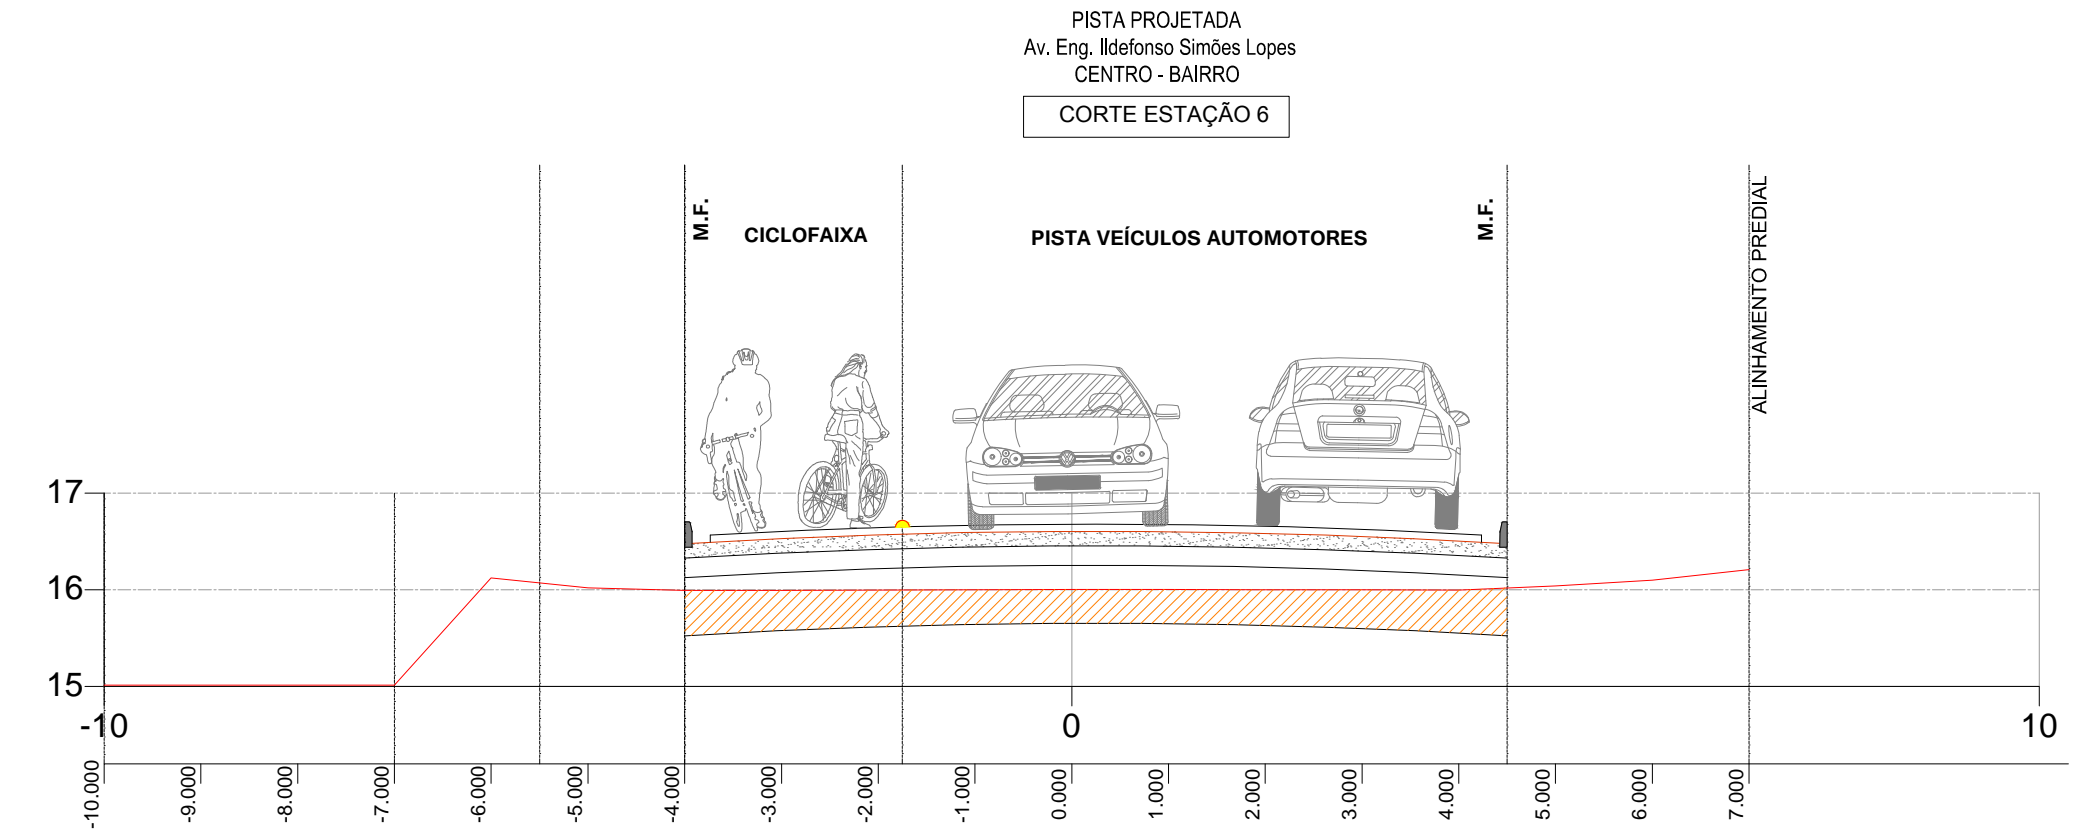 PISTA PROJETADA
Av. Eng. Ildefonso Simões Lopes
CENTRO - BAIRRO
CORTE ESTAÇÃO 6
M.F.
CICLOFAIXA
PISTA VEÍCULOS AUTOMOTORES
M.F.
ALINHAMENTO PREDIAL
17
16
15
-10
0
10
-10.000
-9.000
-8.000
-7.000
-6.000
-5.000
-4.000
-3.000
-2.000
-1.000
0.000
1.000
2.000
3.000
4.000
5.000
6.000
7.000